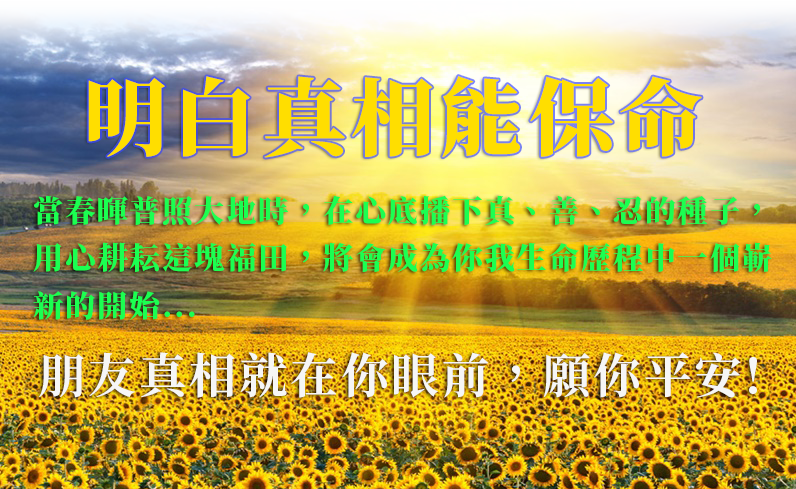 明白真相能保命
當春暉普照大地時，在心底播下真、善、忍的種子，
用心耕耘這塊福田，將會成為你我生命歷程中一個嶄
新的開始...
朋友真相就在你眼前，願你平安!